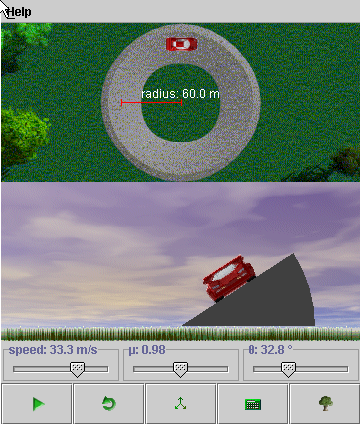 Help
radius: 60.0 m
speed: 33.3 m/s
μ: 0.98
θ: 32.8 °